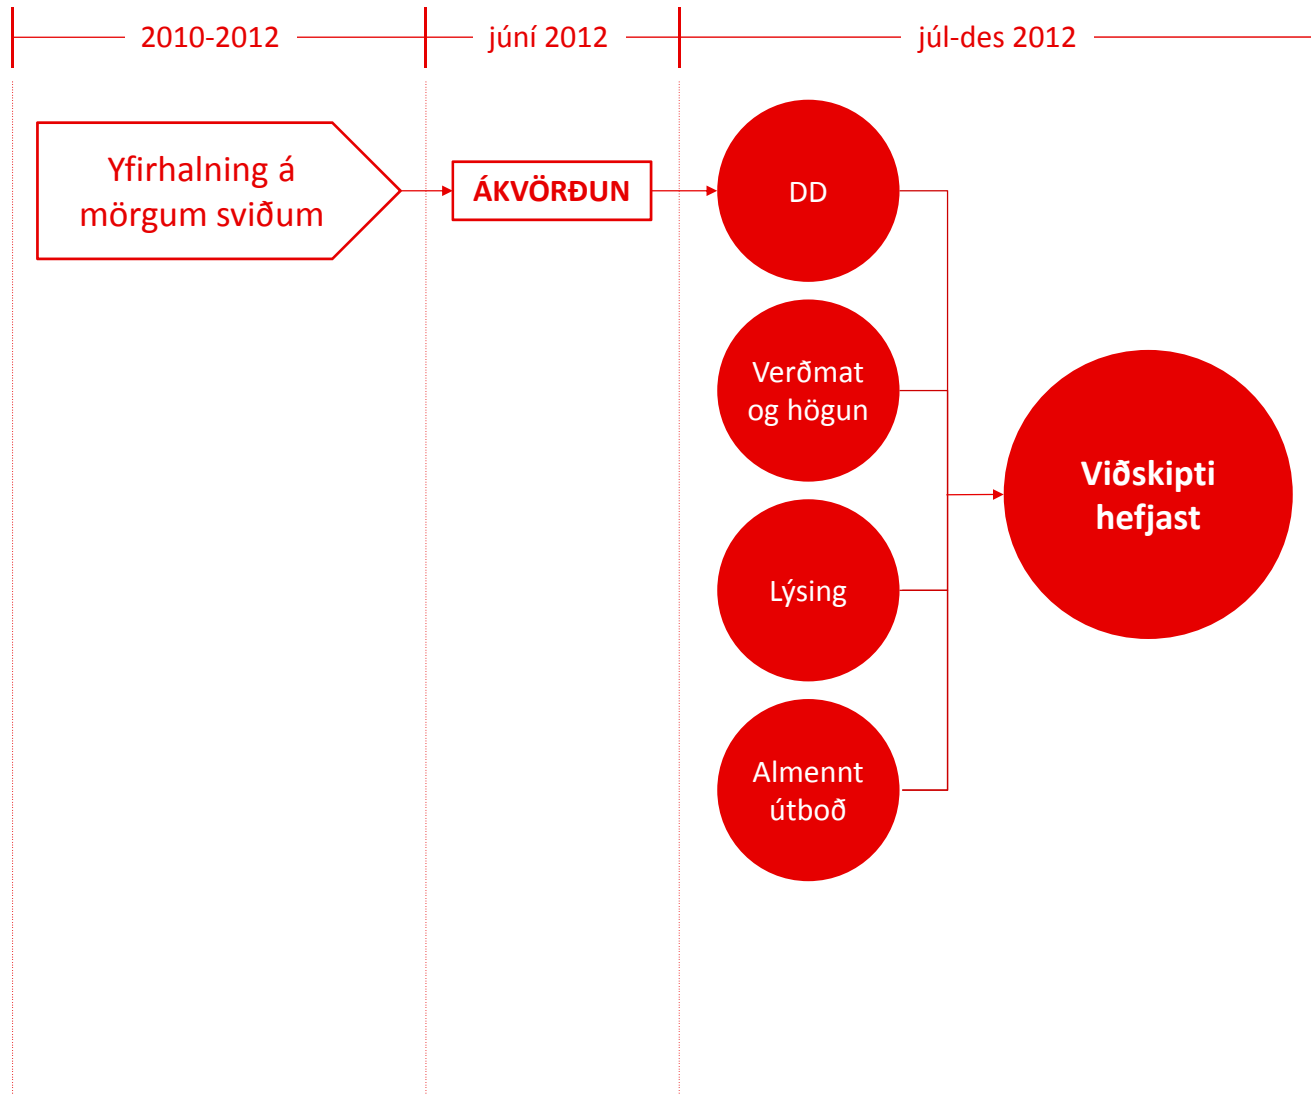 2010-2012
júní 2012
júl-des 2012
Yfirhalning á
mörgum sviðum
ÁKVÖRÐUN
DD
Verðmat
og högun
Lýsing
Almennt
útboð
Viðskipti
hefjast